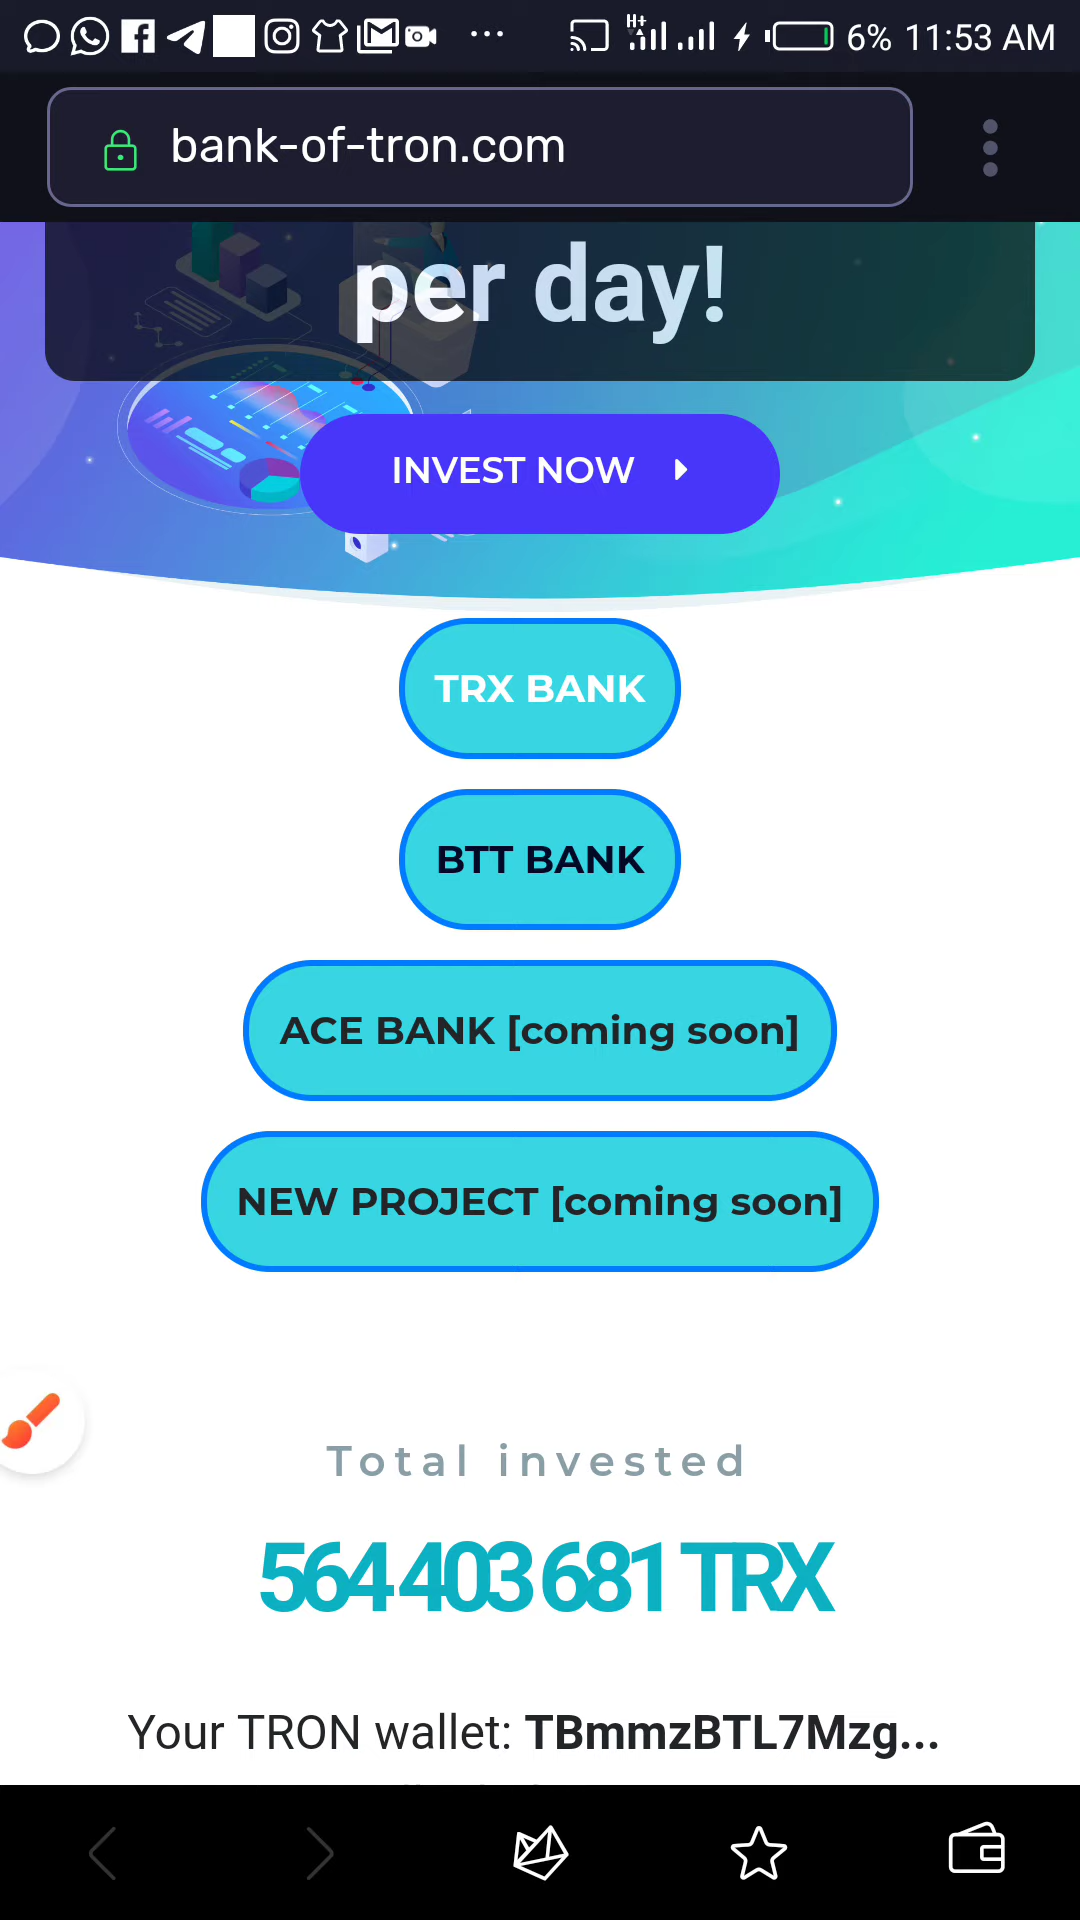 H+
6% 11:53 AM
bank-of-tron.com
per day!
INVEST NOW
TRX BANK
BTT BANK
ACE BANK [coming soon]
NEW PROJECT [coming soon]
Total invested
564 403 681 TRX
Your TRON wallet: TBmmzBTL7Mzg...